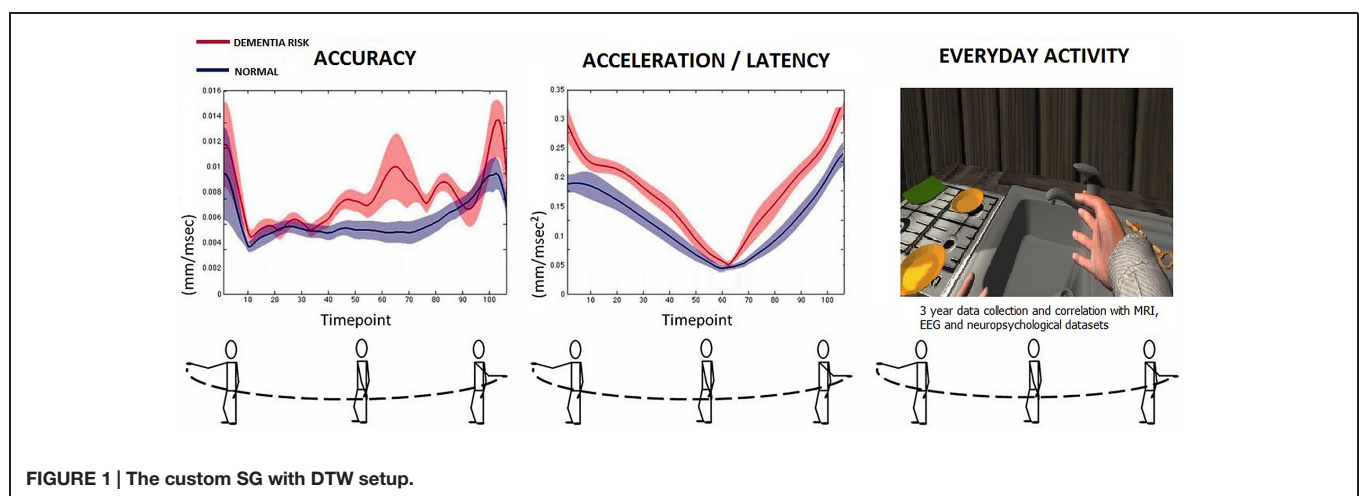 DEMENTIA RISK
NORMAL
ACCURACY
0.016
0.014
0.012
0.01
0.008
0.006
0.004
0.002
0
(mm/msec)
10 20 30 40 50 60 70 80 90 100
Timepoint
ACCELERATION / LATENCY
0.35
0.3
0.25
0.2
0.15
0.1
0.05
0
(mm/msec²)
10 20 30 40 50 60 70 80 90 100
Timepoint
EVERYDAY ACTIVITY
3 year data collection and correlation with MRI,
EEG and neuropsychological datasets
FIGURE 1 | The custom SG with DTW setup.